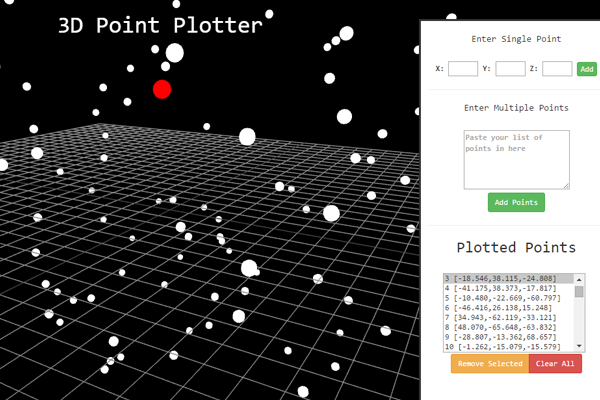 3D Point Plotter
Enter Single Point
X: Y: Z: Add
Enter Multiple Points
Paste your list of
points in here
Add Points
Plotted Points
3 [-18.546,38.115,-24.808]
4 [-41.175,38.373,-17.817]
5 [-10.480,-22.669,-60.797]
6 [-46.416,26.138,15.248]
7 [34.943,-62.119,-33.121]
8 [48.070,-65.648,-63.832]
9 [-28.807,-13.362,68.657]
10 [-1.262,-15.079,-15.579]
Remove Selected Clear All